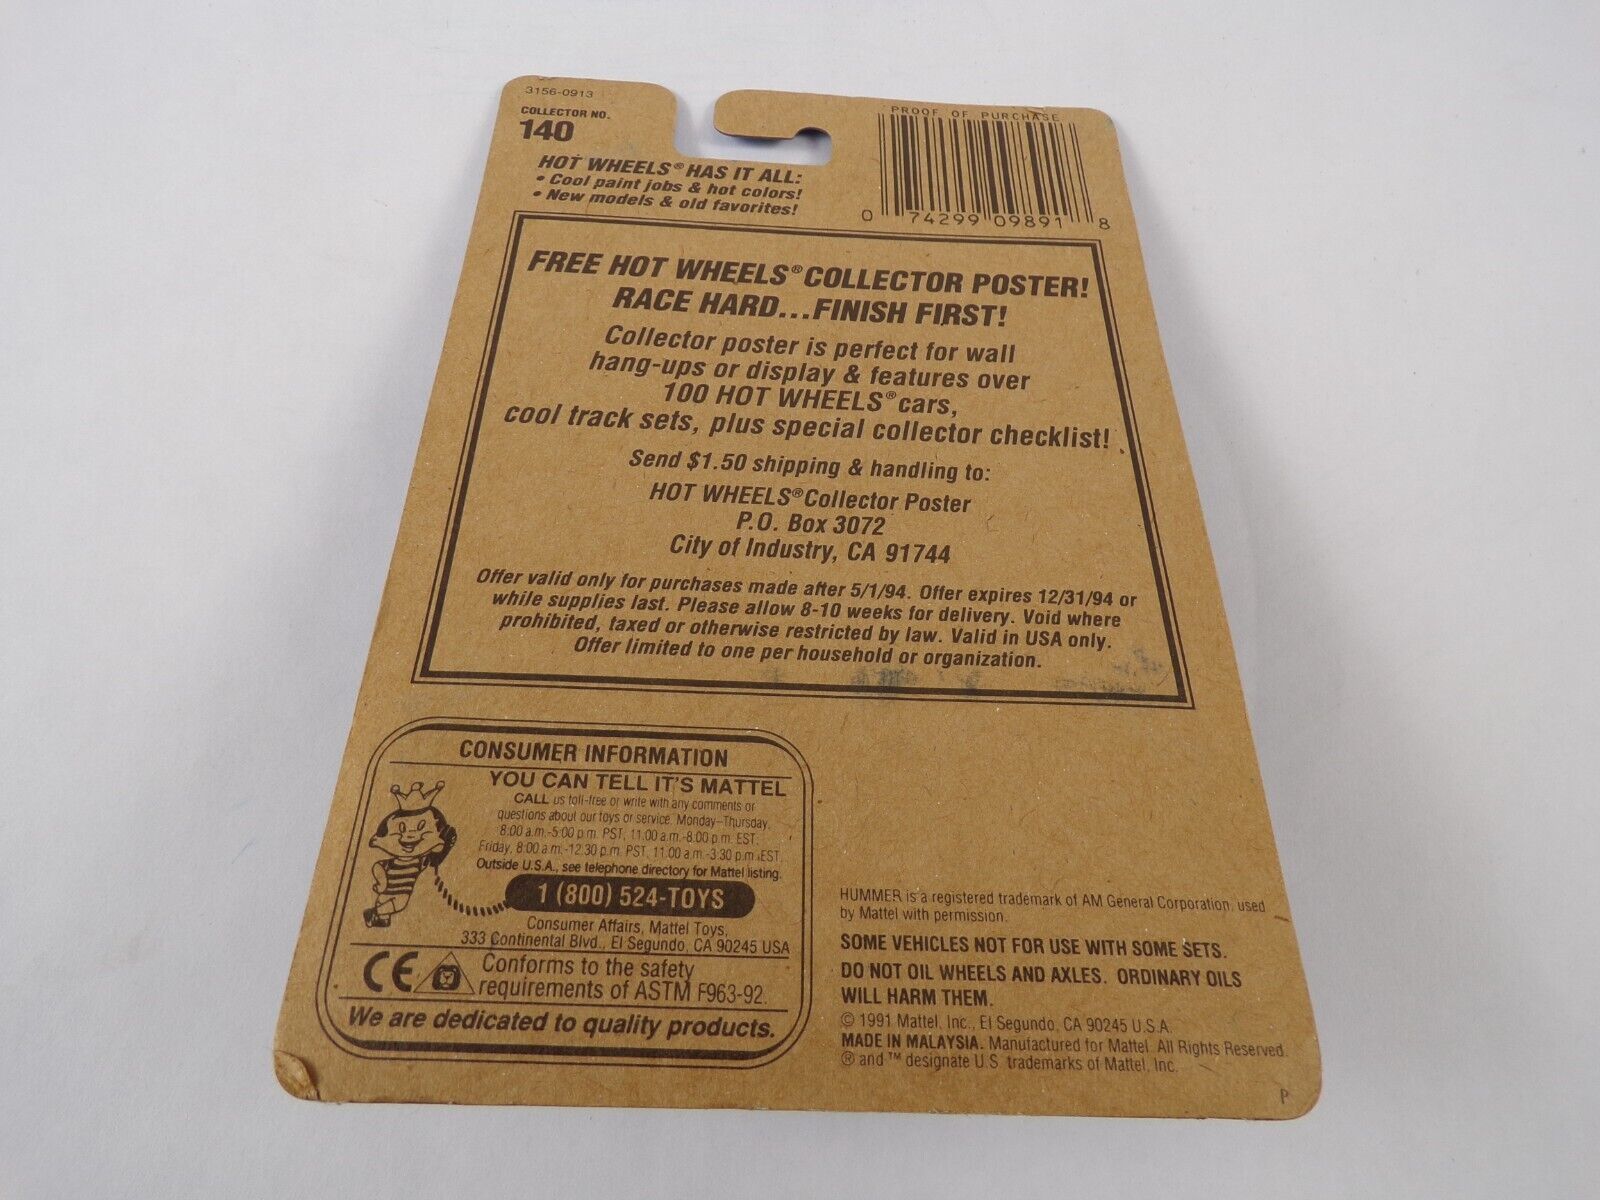 3156-0913
COLLECTOR NO.
140
PROOF OF PURCHASE
0 74299 09891 8
HOT WHEELS® HAS IT ALL:
• Cool paint jobs & hot colors!
• New models & old favorites!
FREE HOT WHEELS® COLLECTOR POSTER!
RACE HARD...FINISH FIRST!
Collector poster is perfect for wall
hang-ups or display & features over
100 HOT WHEELS® cars,
cool track sets, plus special collector checklist!
Send $1.50 shipping & handling to:
HOT WHEELS® Collector Poster
P.O. Box 3072
City of Industry, CA 91744
Offer valid only for purchases made after 5/1/94. Offer expires 12/31/94 or
while supplies last. Please allow 8-10 weeks for delivery. Void where
prohibited, taxed or otherwise restricted by law. Valid in USA only.
Offer limited to one per household or organization.
CONSUMER INFORMATION
YOU CAN TELL IT'S MATTEL
CALL us toll-free or write with any comments or
questions about our toys or service. Monday–Thursday,
8:00 a.m.-5:00 p.m. PST, 11:00 a.m.-8:00 p.m. EST;
Friday, 8:00 a.m.-12:30 p.m. PST, 11:00 a.m.-3:30 p.m. EST.
Outside U.S.A., see telephone directory for Mattel listing.
1 (800) 524-TOYS
Consumer Affairs, Mattel Toys,
333 Continental Blvd., El Segundo, CA 90245 USA
CE Conforms to the safety
requirements of ASTM F963-92.
We are dedicated to quality products.
HUMMER is a registered trademark of AM General Corporation, used
by Mattel with permission.
SOME VEHICLES NOT FOR USE WITH SOME SETS.
DO NOT OIL WHEELS AND AXLES. ORDINARY OILS
WILL HARM THEM.
© 1991 Mattel, Inc., El Segundo, CA 90245 U.S.A.
MADE IN MALAYSIA. Manufactured for Mattel. All Rights Reserved.
® and ™ designate U.S. trademarks of Mattel, Inc.
P